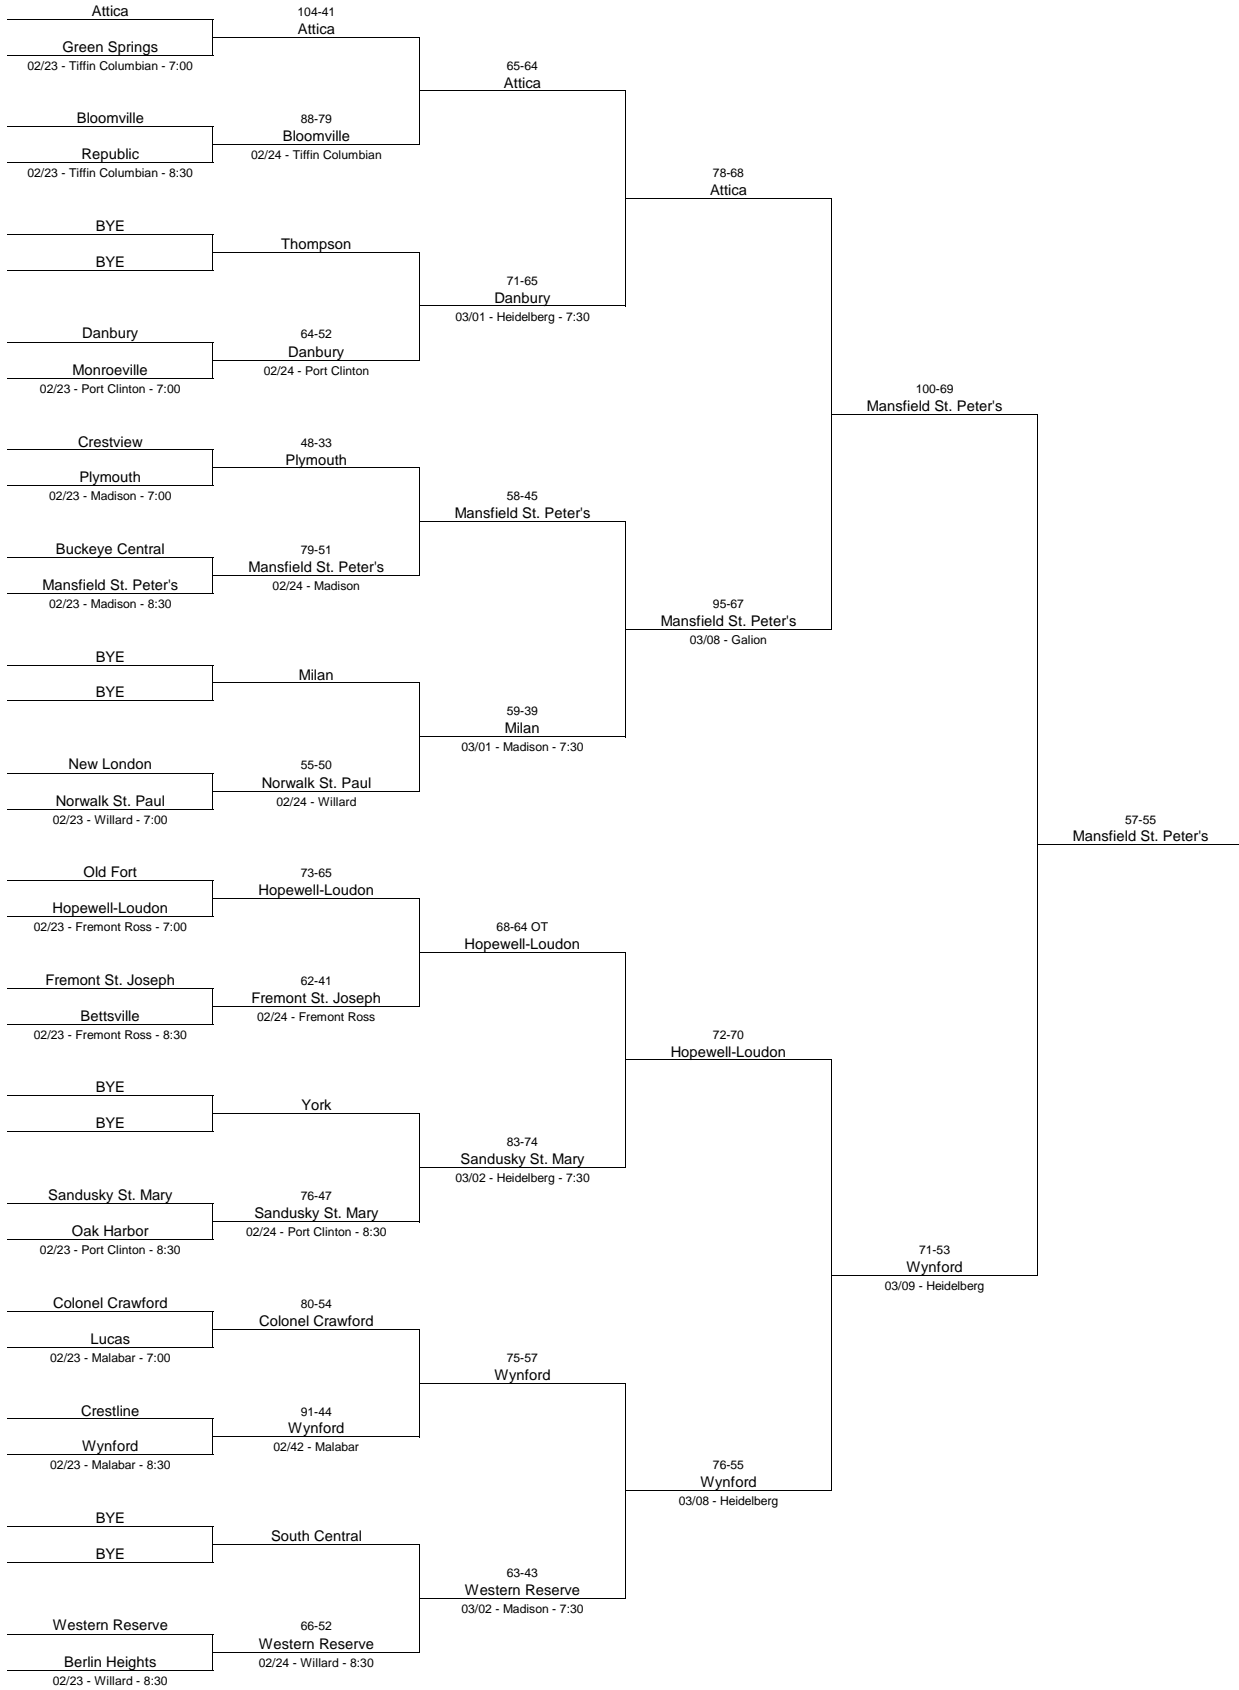 Attica
104-41
Attica
Green Springs
02/23 - Tiffin Columbian - 7:00
65-64
Attica
Bloomville
88-79
Bloomville
Republic
02/24 - Tiffin Columbian
02/23 - Tiffin Columbian - 8:30
78-68
Attica
BYE
Thompson
BYE
71-65
Danbury
03/01 - Heidelberg - 7:30
Danbury
64-52
Danbury
Monroeville
02/24 - Port Clinton
02/23 - Port Clinton - 7:00
100-69
Mansfield St. Peter's
Crestview
48-33
Plymouth
Plymouth
02/23 - Madison - 7:00
58-45
Mansfield St. Peter's
Buckeye Central
79-51
Mansfield St. Peter's
Mansfield St. Peter's
02/24 - Madison
02/23 - Madison - 8:30
95-67
Mansfield St. Peter's
03/08 - Galion
BYE
Milan
BYE
59-39
Milan
03/01 - Madison - 7:30
New London
55-50
Norwalk St. Paul
Norwalk St. Paul
02/24 - Willard
02/23 - Willard - 7:00
57-55
Mansfield St. Peter's
Old Fort
73-65
Hopewell-Loudon
Hopewell-Loudon
02/23 - Fremont Ross - 7:00
68-64 OT
Hopewell-Loudon
Fremont St. Joseph
62-41
Fremont St. Joseph
Bettsville
02/24 - Fremont Ross
02/23 - Fremont Ross - 8:30
72-70
Hopewell-Loudon
BYE
York
BYE
83-74
Sandusky St. Mary
03/02 - Heidelberg - 7:30
Sandusky St. Mary
76-47
Sandusky St. Mary
Oak Harbor
02/24 - Port Clinton - 8:30
02/23 - Port Clinton - 8:30
71-53
Wynford
03/09 - Heidelberg
Colonel Crawford
80-54
Colonel Crawford
Lucas
02/23 - Malabar - 7:00
75-57
Wynford
Crestline
91-44
Wynford
Wynford
02/42 - Malabar
02/23 - Malabar - 8:30
76-55
Wynford
03/08 - Heidelberg
BYE
South Central
BYE
63-43
Western Reserve
03/02 - Madison - 7:30
Western Reserve
66-52
Western Reserve
Berlin Heights
02/24 - Willard - 8:30
02/23 - Willard - 8:30